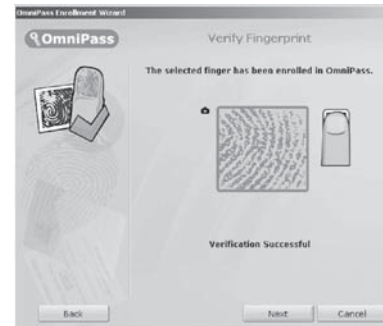 OmniPass Enrollment Wizard
OmniPass
Verify Fingerprint
The selected finger has been enrolled in OmniPass.
Verification Successful
Back
Next
Cancel